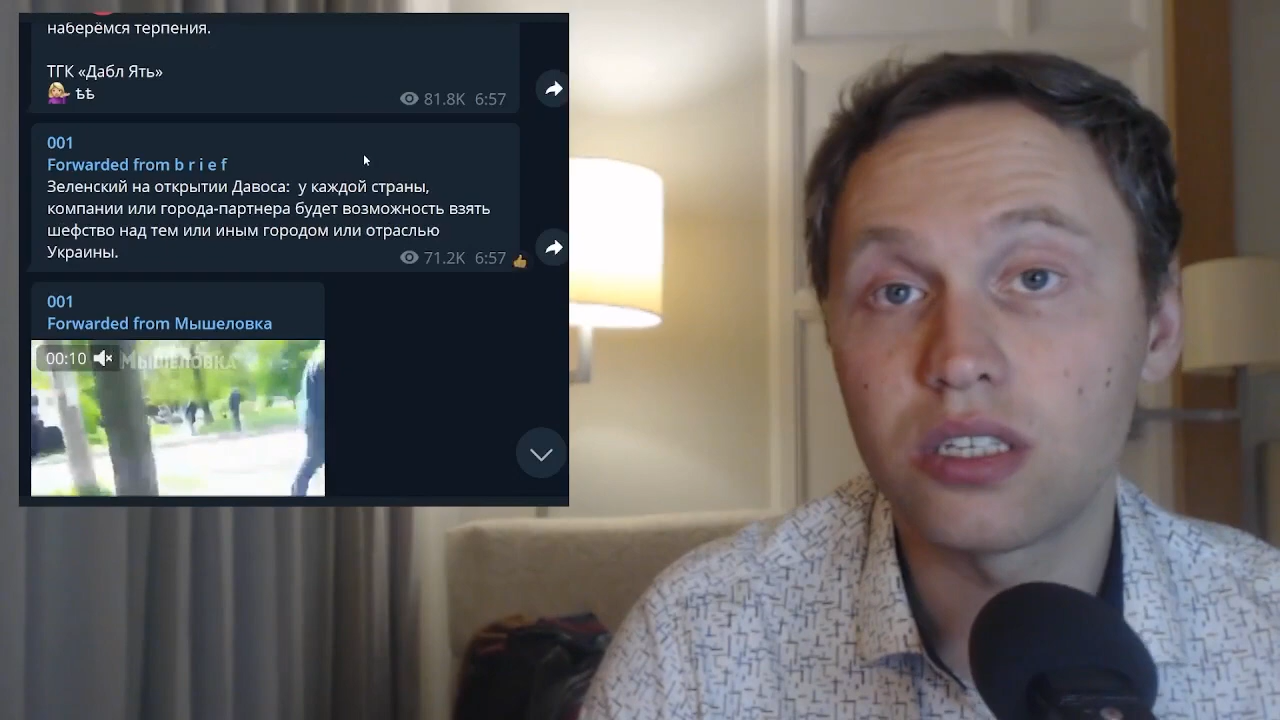 наберёмся терпения.
ТГК «Дабл Ять»
ѣѣ
81.8K 6:57
001
Forwarded from b r i e f
Зеленский на открытии Давоса: у каждой страны,
компании или города-партнера будет возможность взять
шефство над тем или иным городом или отраслью
Украины.
71.2K 6:57
001
Forwarded from Мышеловка
00:10 МЫШЕЛОВКА